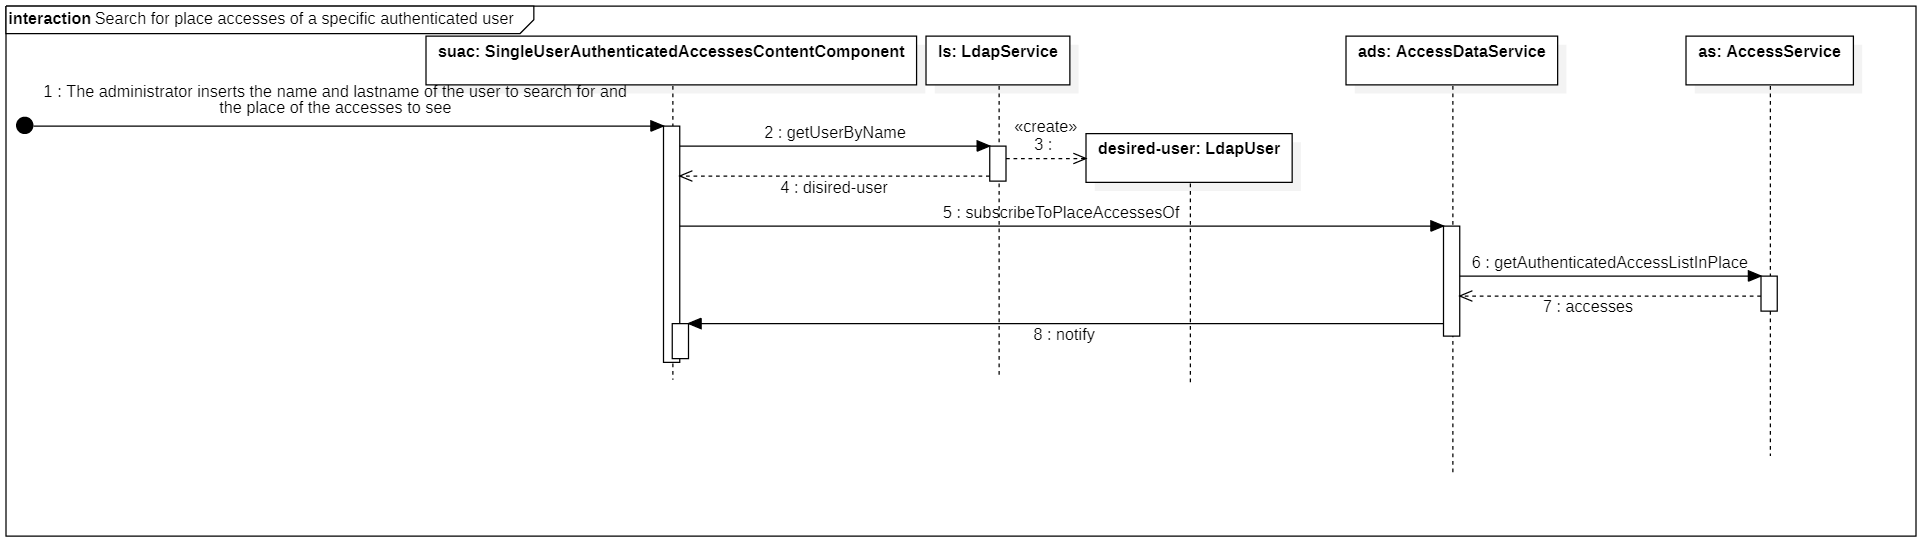 interaction Search for place accesses of a specific authenticated user
suac: SingleUserAuthenticatedAccessesContentComponent
ls: LdapService
ads: AccessDataService
as: AccessService
1 : The administrator inserts the name and lastname of the user to search for and
the place of the accesses to see
2 : getUserByName
«create»
3 :
desired-user: LdapUser
4 : disired-user
5 : subscribeToPlaceAccessesOf
6 : getAuthenticatedAccessListInPlace
7 : accesses
8 : notify